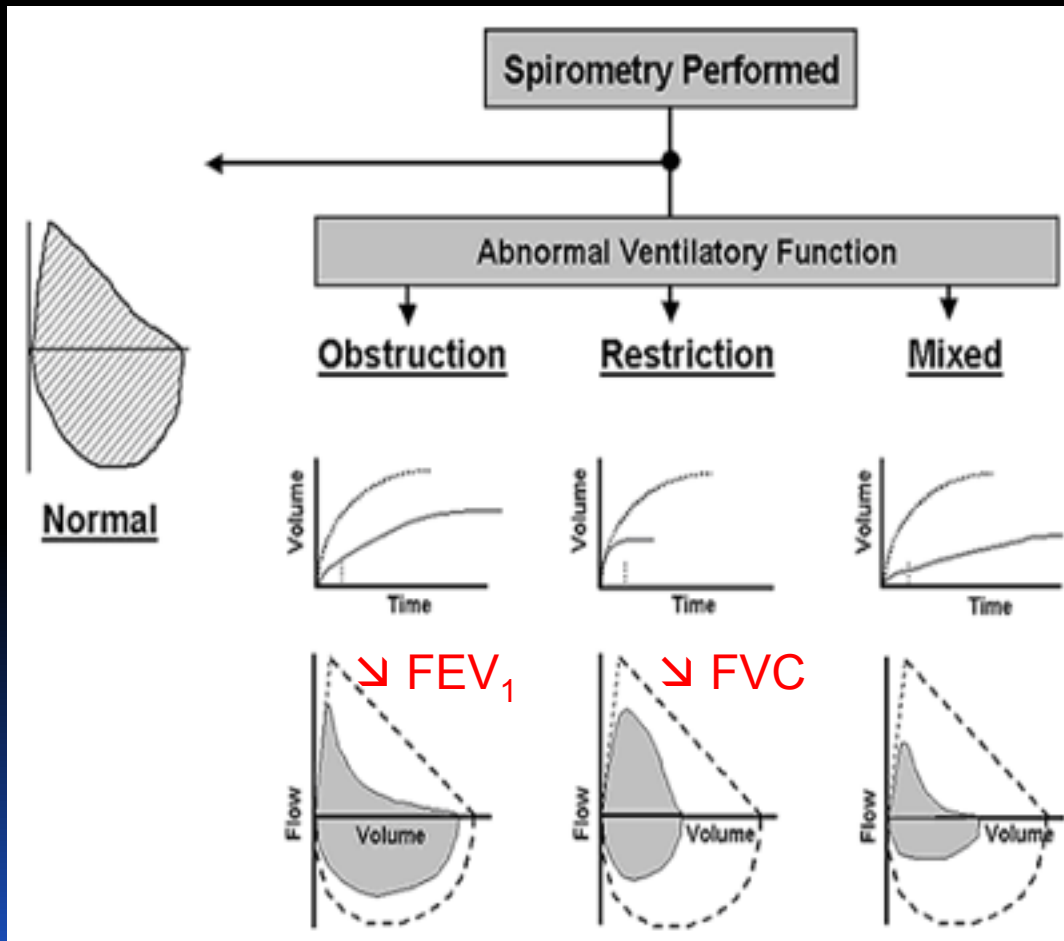 Spirometry Performed
Abnormal Ventilatory Function
Obstruction
Restriction
Mixed
Normal
Volume
Time
Volume
Time
Volume
Time
↘ FEV₁
↘ FVC
Flow
Volume
Flow
Volume
Flow
Volume